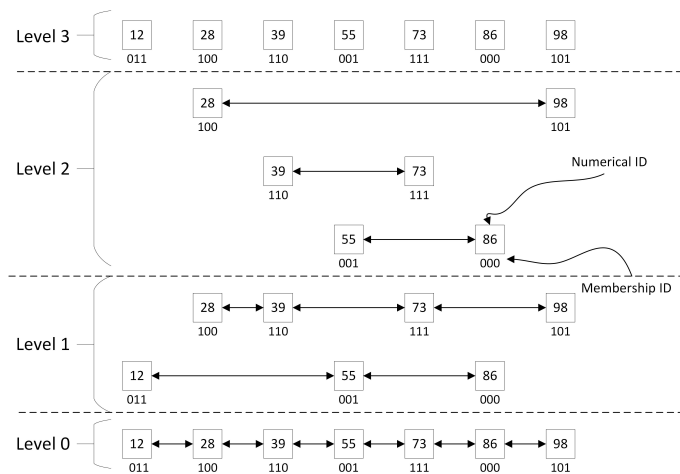 Level 3
12 28 39 55 73 86 98
011 100 110 001 111 000 101
28 98
100 101
Level 2
39 73
110 111
Numerical ID
55 86
001 000
Membership ID
28 39 73 98
100 110 111 101
Level 1
12 55 86
011 001 000
Level 0
12 28 39 55 73 86 98
011 100 110 001 111 000 101